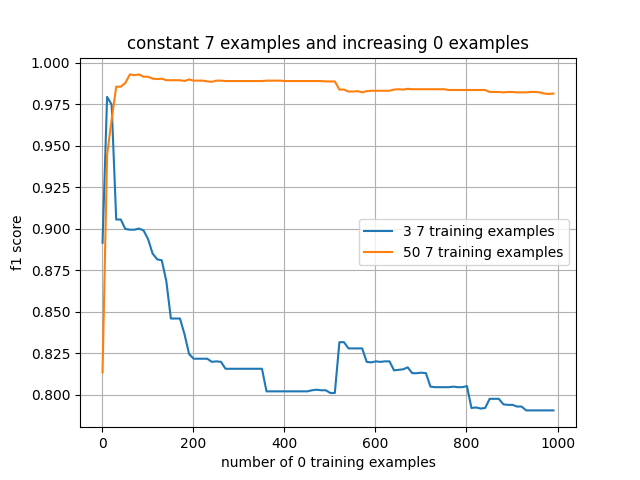 constant 7 examples and increasing 0 examples
1.000
0.975
0.950
0.925
0.900
0.875
0.850
0.825
0.800
f1 score
3 7 training examples
50 7 training examples
0 200 400 600 800 1000
number of 0 training examples